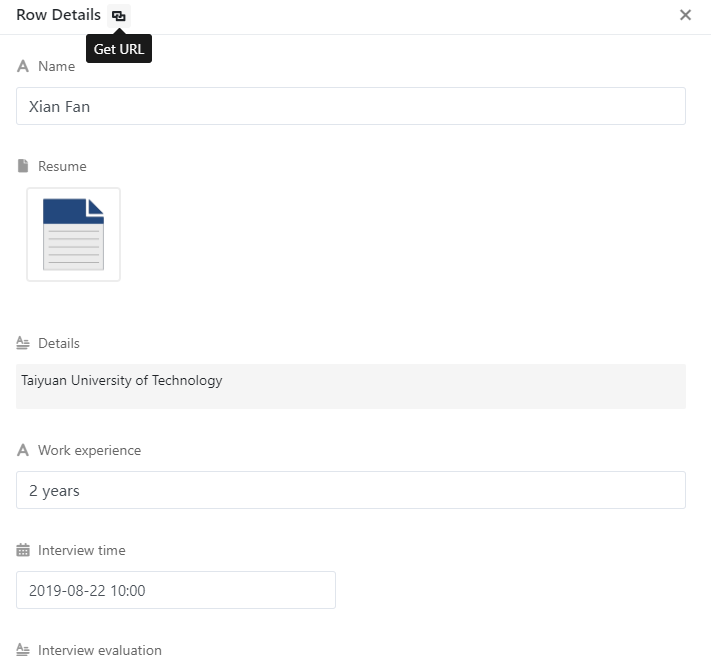 Row Details
Get URL
Name
Xian Fan
Resume
Details
Taiyuan University of Technology
Work experience
2 years
Interview time
2019-08-22 10:00
Interview evaluation